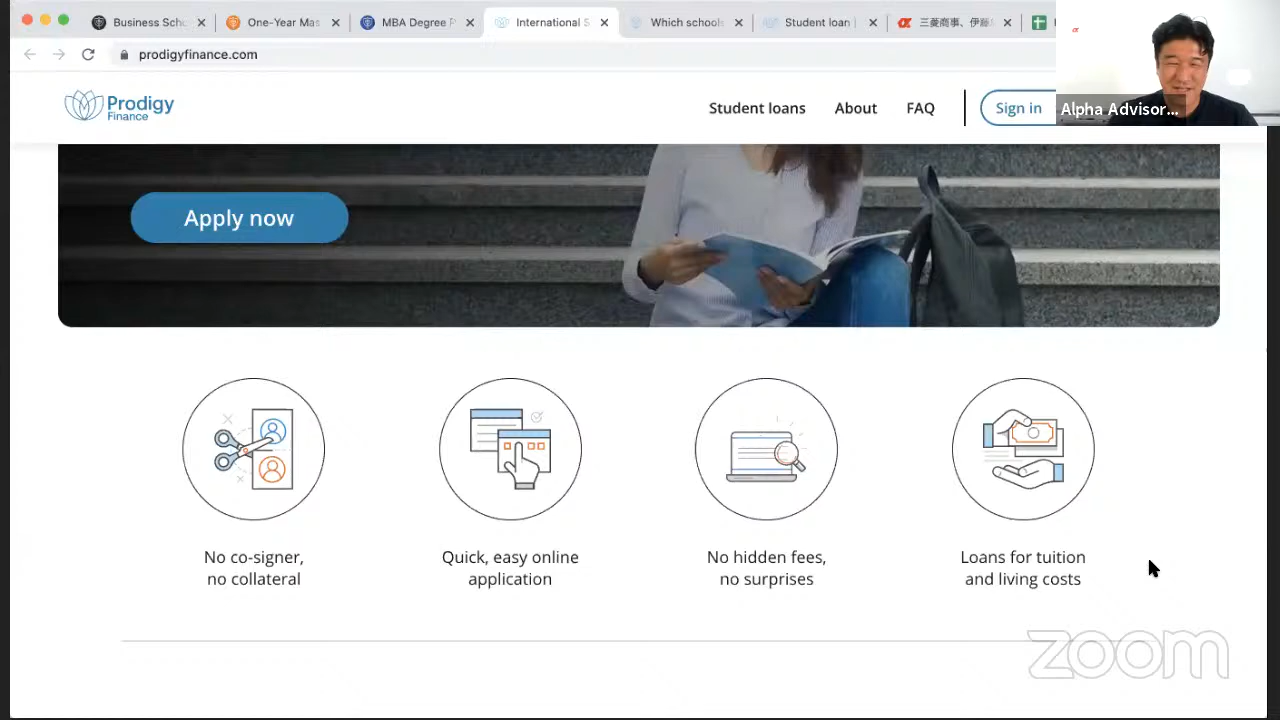 Business Scho
One-Year Mas
MBA Degree P
International S
Which schools
Student loan
三菱商事、伊藤
prodigyfinance.com
Prodigy
Finance
Student loans
About
FAQ
Sign in
Alpha Advisor...
Apply now
No co-signer,
no collateral
Quick, easy online
application
No hidden fees,
no surprises
Loans for tuition
and living costs
zoom